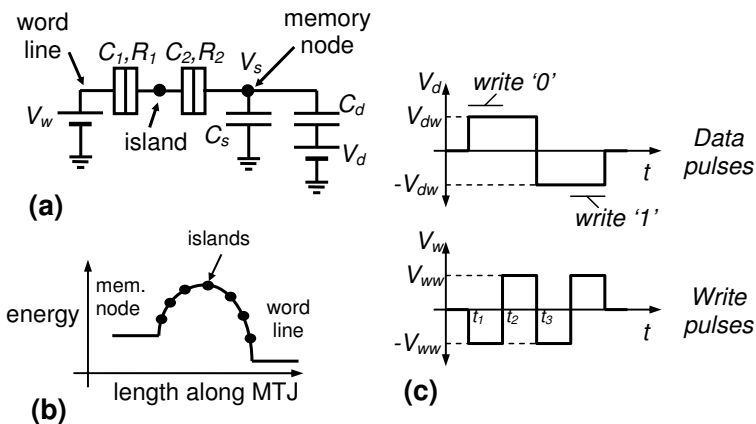 (a)
word line
C1,R1 C2,R2
Vs
memory node
Vw
island
Cs
Cd
Vd
(b)
energy
mem. node
islands
word line
length along MTJ
(c)
Vd
write ‘0’
Vdw
t
-Vdw
write ‘1’
Data pulses
Vw
Vww
t1 t2 t3
t
-Vww
Write pulses